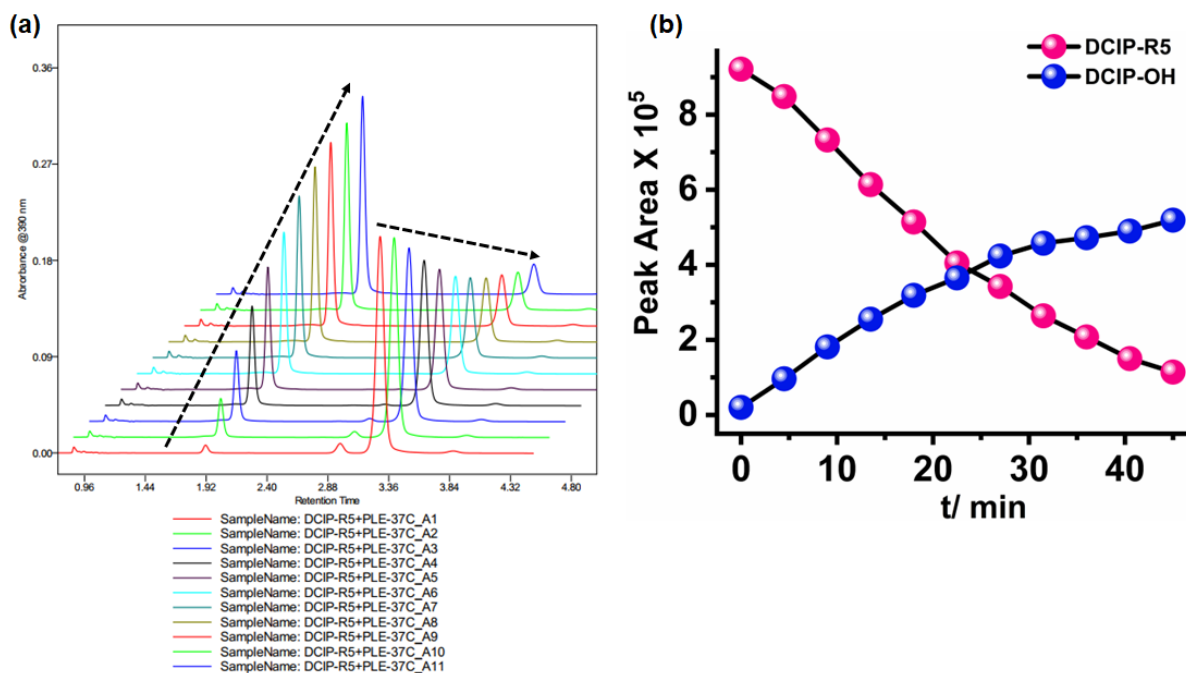 (a)
0.36
0.27
0.18
0.09
0.00
Absorbance @390 nm
0.96 1.44 1.92 2.40 2.88 3.36 3.84 4.32 4.80
Retention Time
SampleName: DCIP-R5+PLE-37C_A1
SampleName: DCIP-R5+PLE-37C_A2
SampleName: DCIP-R5+PLE-37C_A3
SampleName: DCIP-R5+PLE-37C_A4
SampleName: DCIP-R5+PLE-37C_A5
SampleName: DCIP-R5+PLE-37C_A6
SampleName: DCIP-R5+PLE-37C_A7
SampleName: DCIP-R5+PLE-37C_A8
SampleName: DCIP-R5+PLE-37C_A9
SampleName: DCIP-R5+PLE-37C_A10
SampleName: DCIP-R5+PLE-37C_A11
(b)
DCIP-R5
DCIP-OH
Peak Area X 10⁵
8
6
4
2
0
0 10 20 30 40
t/ min